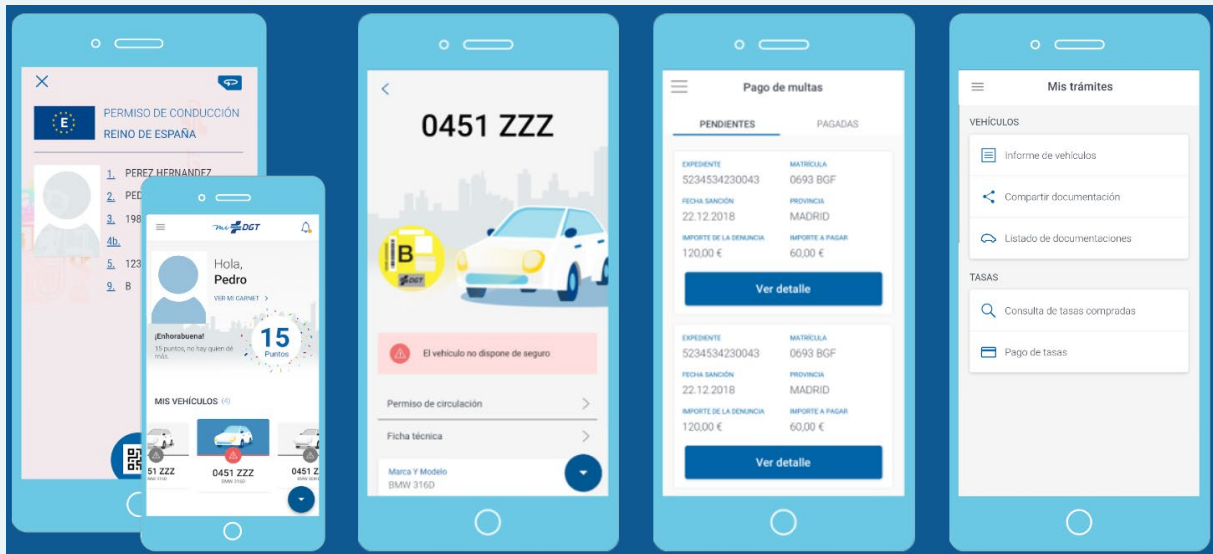 PERMISO DE CONDUCCIÓN
REINO DE ESPAÑA
E
1. PEREZ HERNANDEZ
2. PED
3. 198
4b.
5. 123
9. B
mi DGT
Hola,
Pedro
VER MI CARNET >
¡Enhorabuena!
15 puntos, no hay quien dé
más.
15
Puntos
MIS VEHÍCULOS (4)
51 ZZZ
0451 ZZZ
0451 Z
BMW 316D
0451 ZZZ
B
DGT
El vehículo no dispone de seguro
Permiso de circulación
Ficha técnica
Marca Y Modelo
BMW 316D
Pago de multas
PENDIENTES PAGADAS
EXPEDIENTE MATRÍCULA
5234534230043 0693 BGF
FECHA SANCIÓN PROVINCIA
22.12.2018 MADRID
IMPORTE DE LA DENUNCIA IMPORTE A PAGAR
120,00 € 60,00 €
Ver detalle
EXPEDIENTE MATRÍCULA
5234534230043 0693 BGF
FECHA SANCIÓN PROVINCIA
22.12.2018 MADRID
IMPORTE DE LA DENUNCIA IMPORTE A PAGAR
120,00 € 60,00 €
Ver detalle
Mis trámites
VEHÍCULOS
Informe de vehículos
Compartir documentación
Listado de documentaciones
TASAS
Consulta de tasas compradas
Pago de tasas